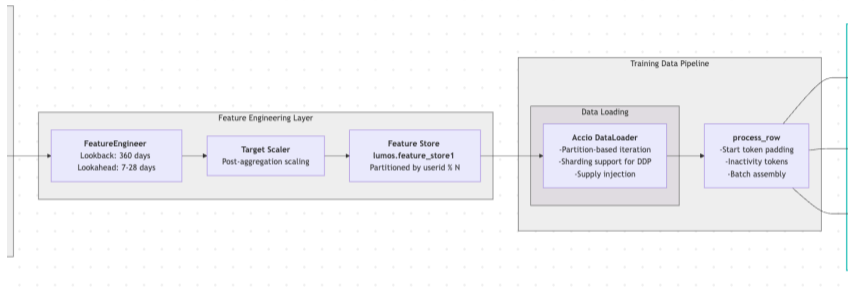 Training Data Pipeline
Feature Engineering Layer
Data Loading
FeatureEngineer
Lookback: 360 days
Lookahead: 7-28 days
Target Scaler
Post-aggregation scaling
Feature Store
lumos.feature_store1
Partitioned by userid % N
Accio DataLoader
-Partition-based iteration
-Sharding support for DDP
-Supply injection
process_row
-Start token padding
-Inactivity tokens
-Batch assembly